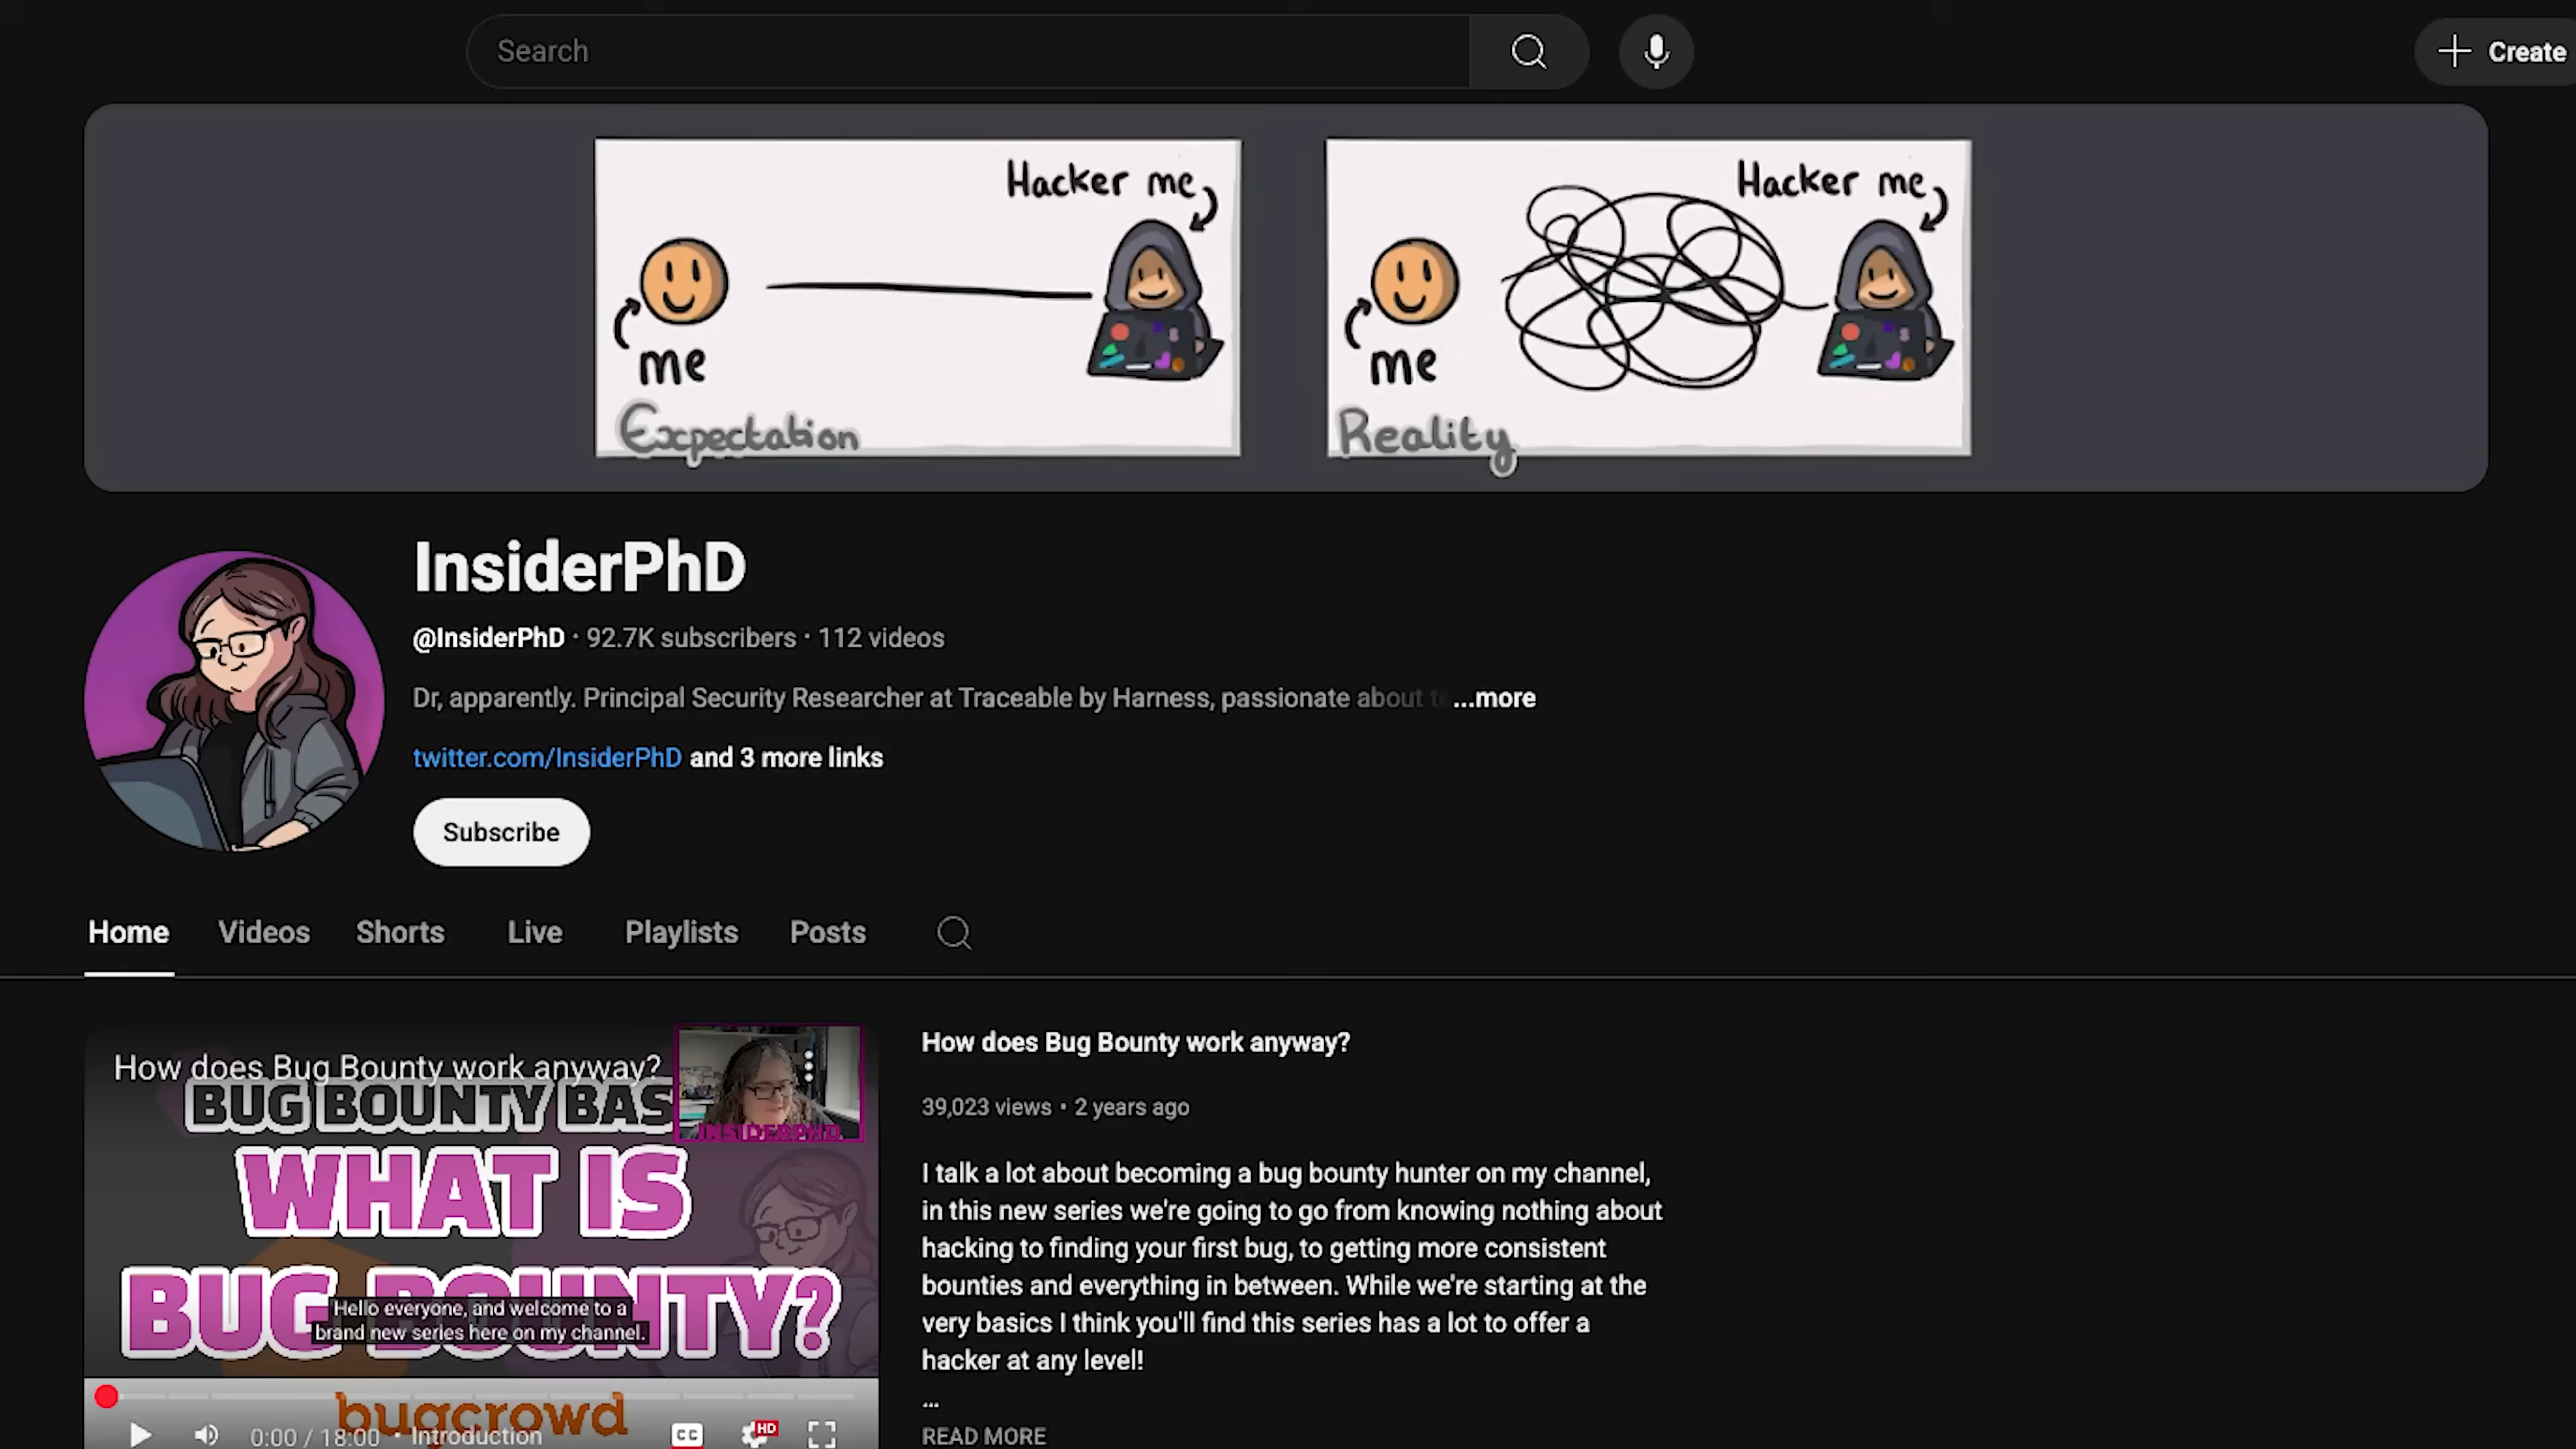 Search
Create
Hacker me
me
Expectation
Hacker me
me
Reality
InsiderPhD
@InsiderPhD · 92.7K subscribers · 112 videos
Dr, apparently. Principal Security Researcher at Traceable by Harness, passionate about ...more
twitter.com/InsiderPhD and 3 more links
Subscribe
Home Videos Shorts Live Playlists Posts
How does Bug Bounty work anyway?
BUG BOUNTY BAS
INSIDERPHD
WHAT IS
BUG BOUNTY?
Hello everyone, and welcome to a
brand new series here on my channel.
bugcrowd
0:00 / 18:00 · Introduction
CC HD
How does Bug Bounty work anyway?
39,023 views · 2 years ago
I talk a lot about becoming a bug bounty hunter on my channel,
in this new series we're going to go from knowing nothing about
hacking to finding your first bug, to getting more consistent
bounties and everything in between. While we're starting at the
very basics I think you'll find this series has a lot to offer a
hacker at any level!
...
READ MORE